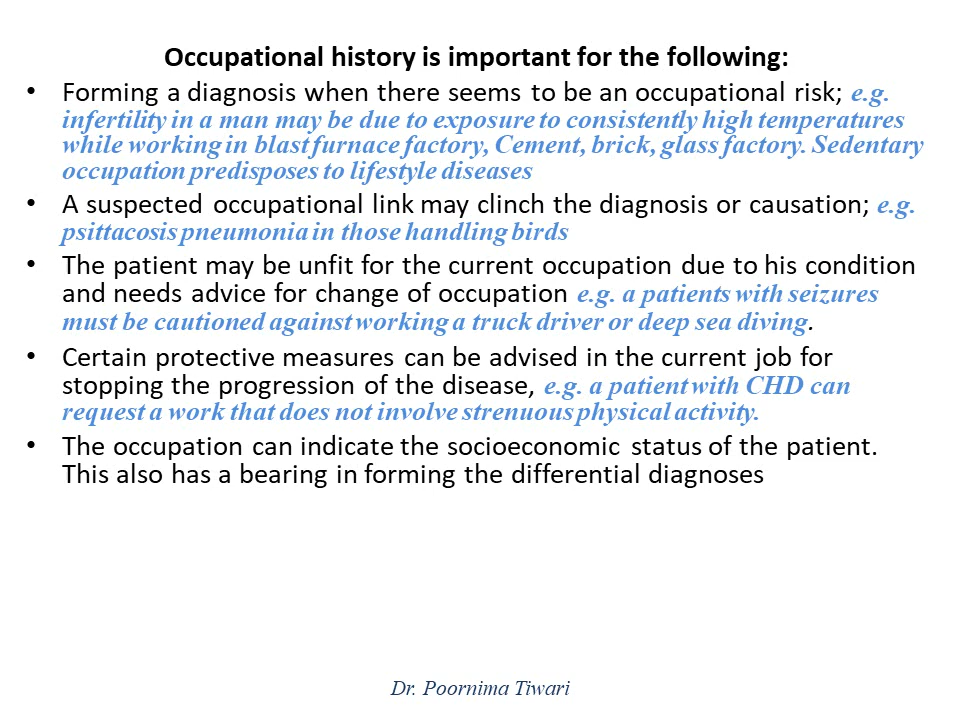 Occupational history is important for the following:
• Forming a diagnosis when there seems to be an occupational risk; e.g.
infertility in a man may be due to exposure to consistently high temperatures
while working in blast furnace factory, Cement, brick, glass factory. Sedentary
occupation predisposes to lifestyle diseases
• A suspected occupational link may clinch the diagnosis or causation; e.g.
psittacosis pneumonia in those handling birds
• The patient may be unfit for the current occupation due to his condition
and needs advice for change of occupation e.g. a patients with seizures
must be cautioned against working a truck driver or deep sea diving.
• Certain protective measures can be advised in the current job for
stopping the progression of the disease, e.g. a patient with CHD can
request a work that does not involve strenuous physical activity.
• The occupation can indicate the socioeconomic status of the patient.
This also has a bearing in forming the differential diagnoses
Dr. Poornima Tiwari